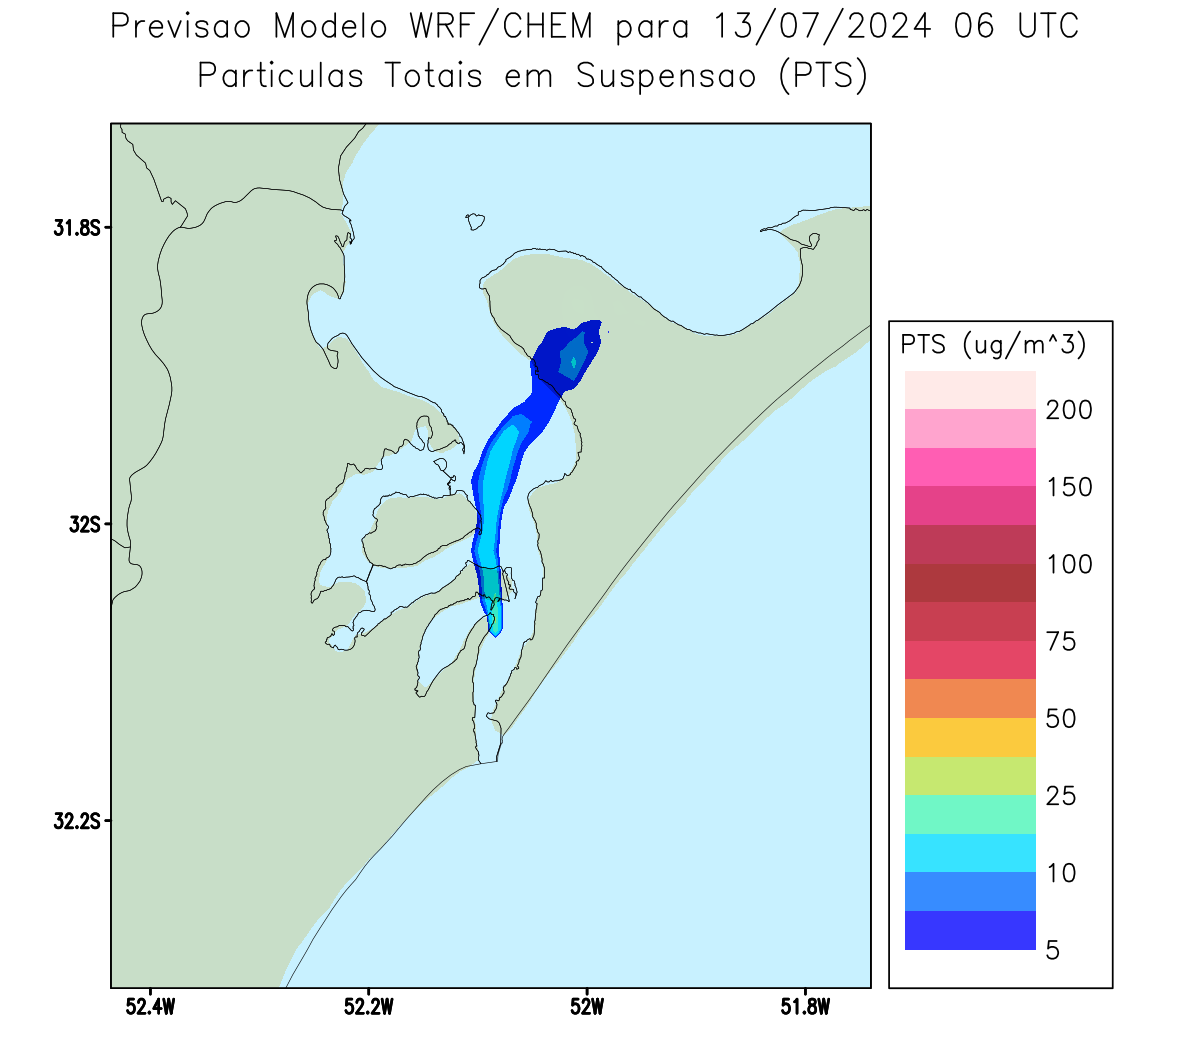 Previsao Modelo WRF/CHEM para 13/07/2024 06 UTC
Particulas Totais em Suspensao (PTS)
31.8S
32S
32.2S
52.4W
52.2W
52W
51.8W
PTS (ug/m^3)
200
150
100
75
50
25
10
5